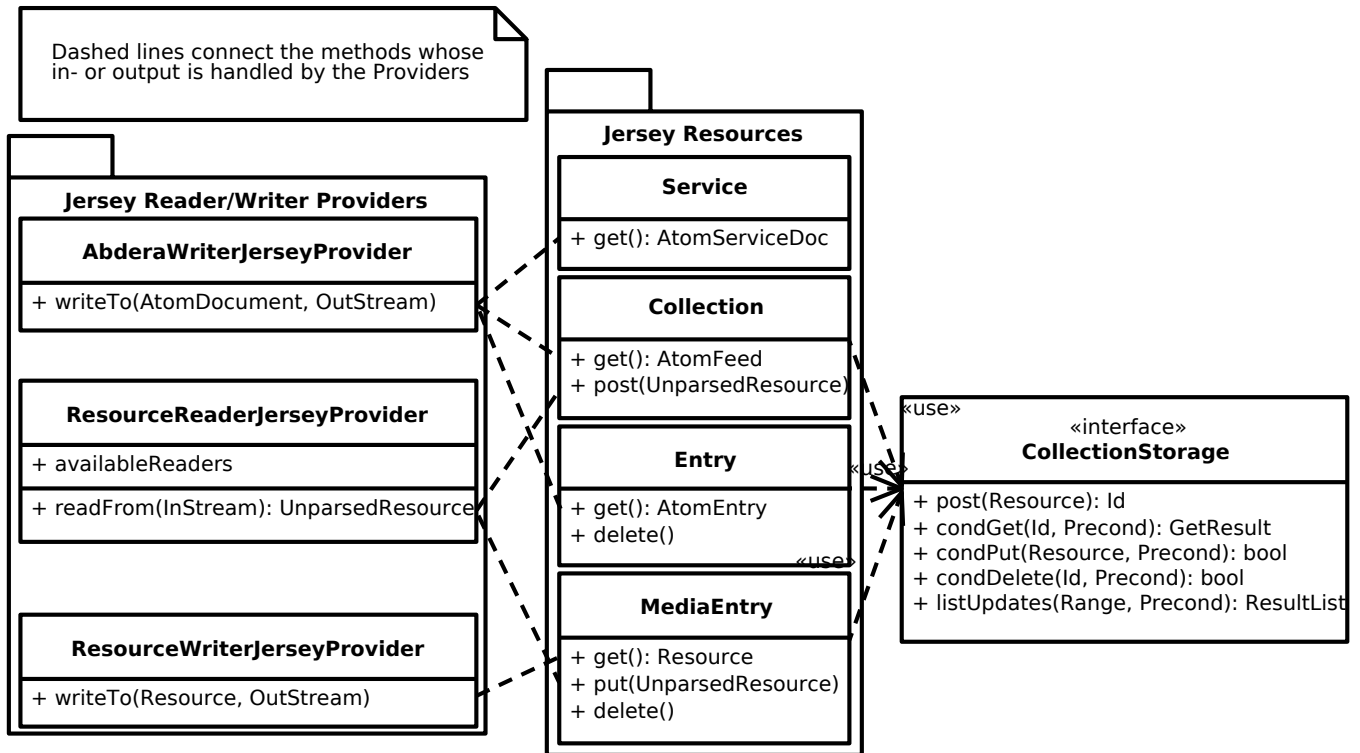 Dashed lines connect the methods whose
in- or output is handled by the Providers
Jersey Reader/Writer Providers
AbderaWriterJerseyProvider
+ writeTo(AtomDocument, OutStream)
ResourceReaderJerseyProvider
+ availableReaders
+ readFrom(InStream): UnparsedResource
ResourceWriterJerseyProvider
+ writeTo(Resource, OutStream)
Jersey Resources
Service
+ get(): AtomServiceDoc
Collection
+ get(): AtomFeed
+ post(UnparsedResource)
Entry
+ get(): AtomEntry
+ delete()
MediaEntry
+ get(): Resource
+ put(UnparsedResource)
+ delete()
«use»
«use»
«use»
«interface»
CollectionStorage
+ post(Resource): Id
+ condGet(Id, Precond): GetResult
+ condPut(Resource, Precond): bool
+ condDelete(Id, Precond): bool
+ listUpdates(Range, Precond): ResultList